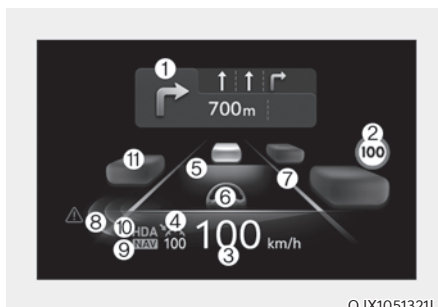 ①
700m
②
100
⑪
⑤
⑦
⑥
⑧
⑩ HDA ④
⑨ NAV 100 100 km/h
③
OJX1051321L